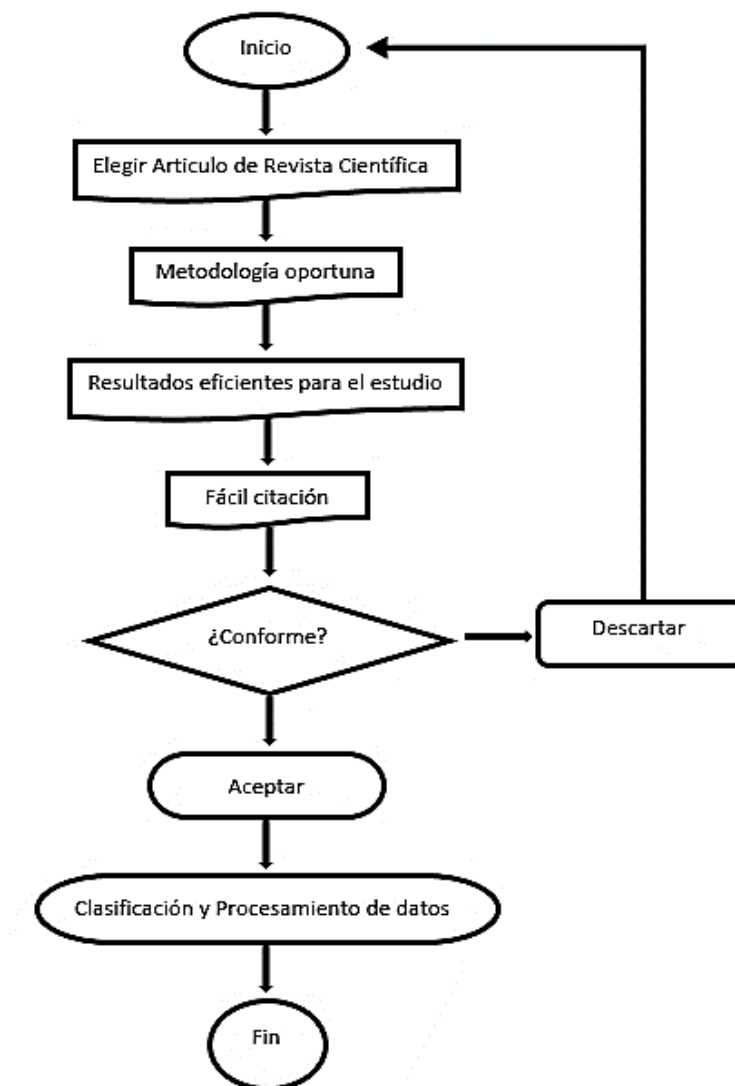 Inicio
Elegir Articulo de Revista Científica
Metodología oportuna
Resultados eficientes para el estudio
Fácil citación
¿Conforme?
Descartar
Aceptar
Clasificación y Procesamiento de datos
Fin